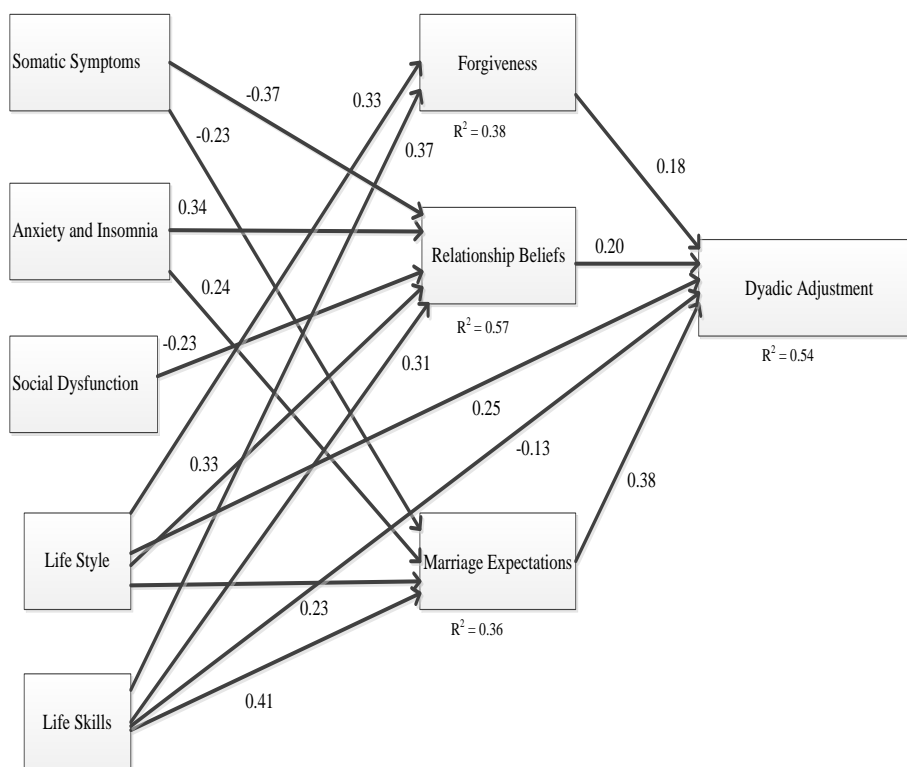 Somatic Symptoms
Forgiveness
-0.37
0.33
-0.23
R² = 0.38
0.37
0.18
Anxiety and Insomnia
0.34
Relationship Beliefs
0.20
Dyadic Adjustment
0.24
R² = 0.57
-0.23
R² = 0.54
Social Dysfunction
0.31
0.25
-0.13
0.33
0.38
Life Style
Marriage Expectations
0.23
R² = 0.36
0.41
Life Skills